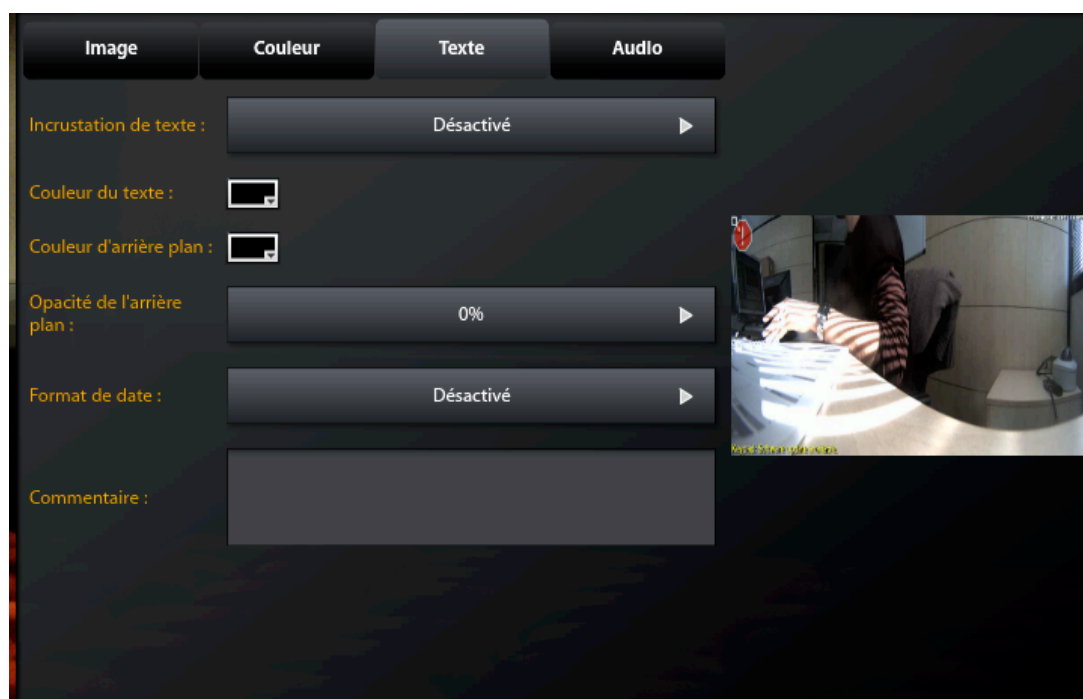 Image
Couleur
Texte
Audio
Incrustation de texte :
Désactivé
Couleur du texte :
Couleur d'arrière plan :
Opacité de l'arrière
plan :
0%
Format de date :
Désactivé
Commentaire :